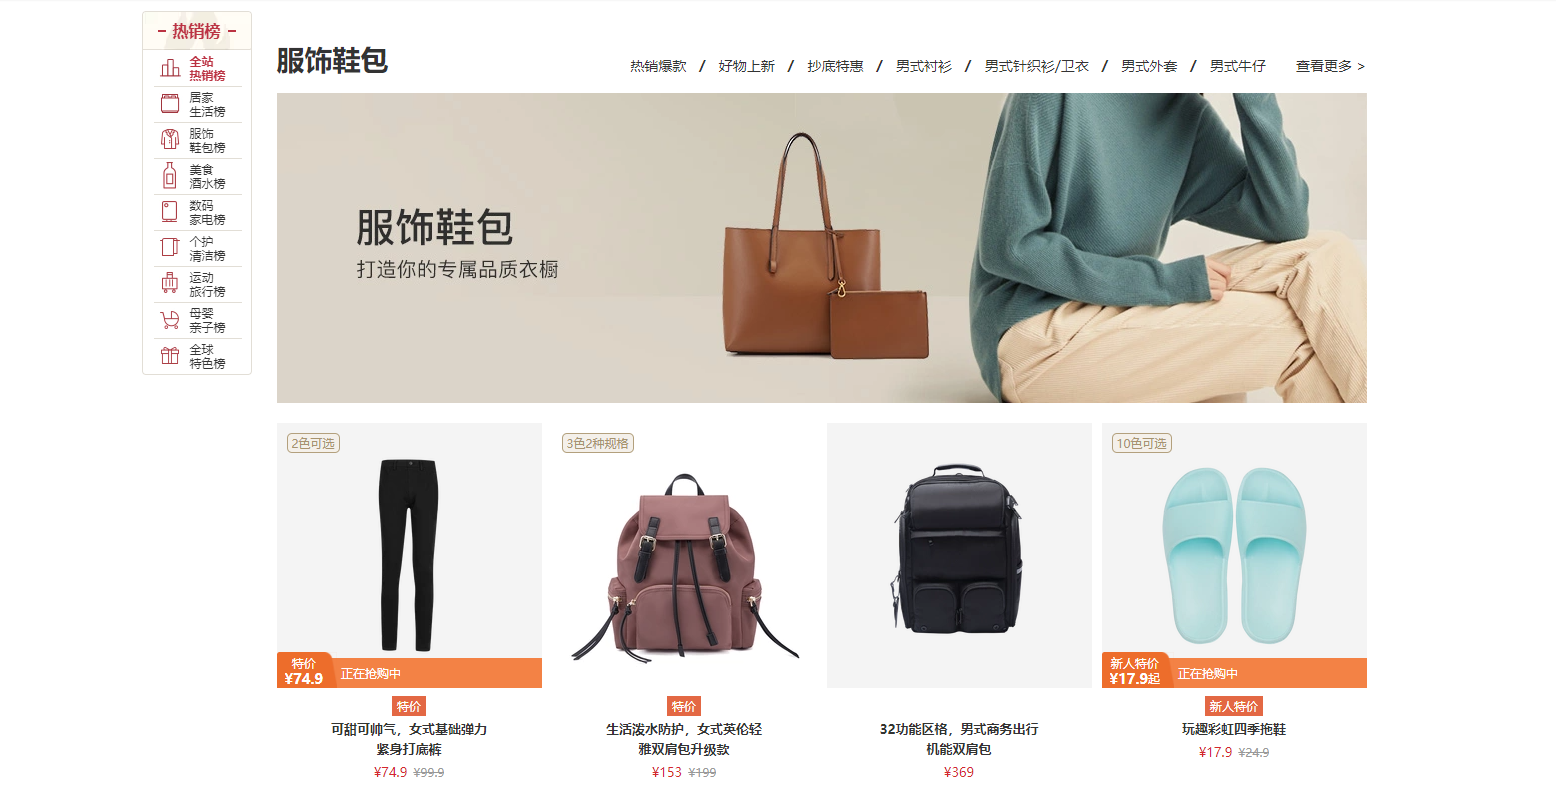 热销榜
全站
热销榜
居家
生活榜
服饰
鞋包榜
美食
酒水榜
数码
家电榜
个护
清洁榜
运动
旅行榜
母婴
亲子榜
全球
特色榜
服饰鞋包
热销爆款 / 好物上新 / 抄底特惠 / 男式衬衫 / 男式针织衫/卫衣 / 男式外套 / 男式牛仔 查看更多 >
服饰鞋包
打造你的专属品质衣橱
2色可选
特价
¥74.9
正在抢购中
特价
可甜可帅气，女式基础弹力
紧身打底裤
¥74.9 ¥99.9
3色2种规格
特价
生活泼水防护，女式英伦轻
雅双肩包升级款
¥153 ¥199
32功能区格，男式商务出行
机能双肩包
¥369
10色可选
新人特价
¥17.9起
正在抢购中
新人特价
玩趣彩虹四季拖鞋
¥17.9 ¥24.9